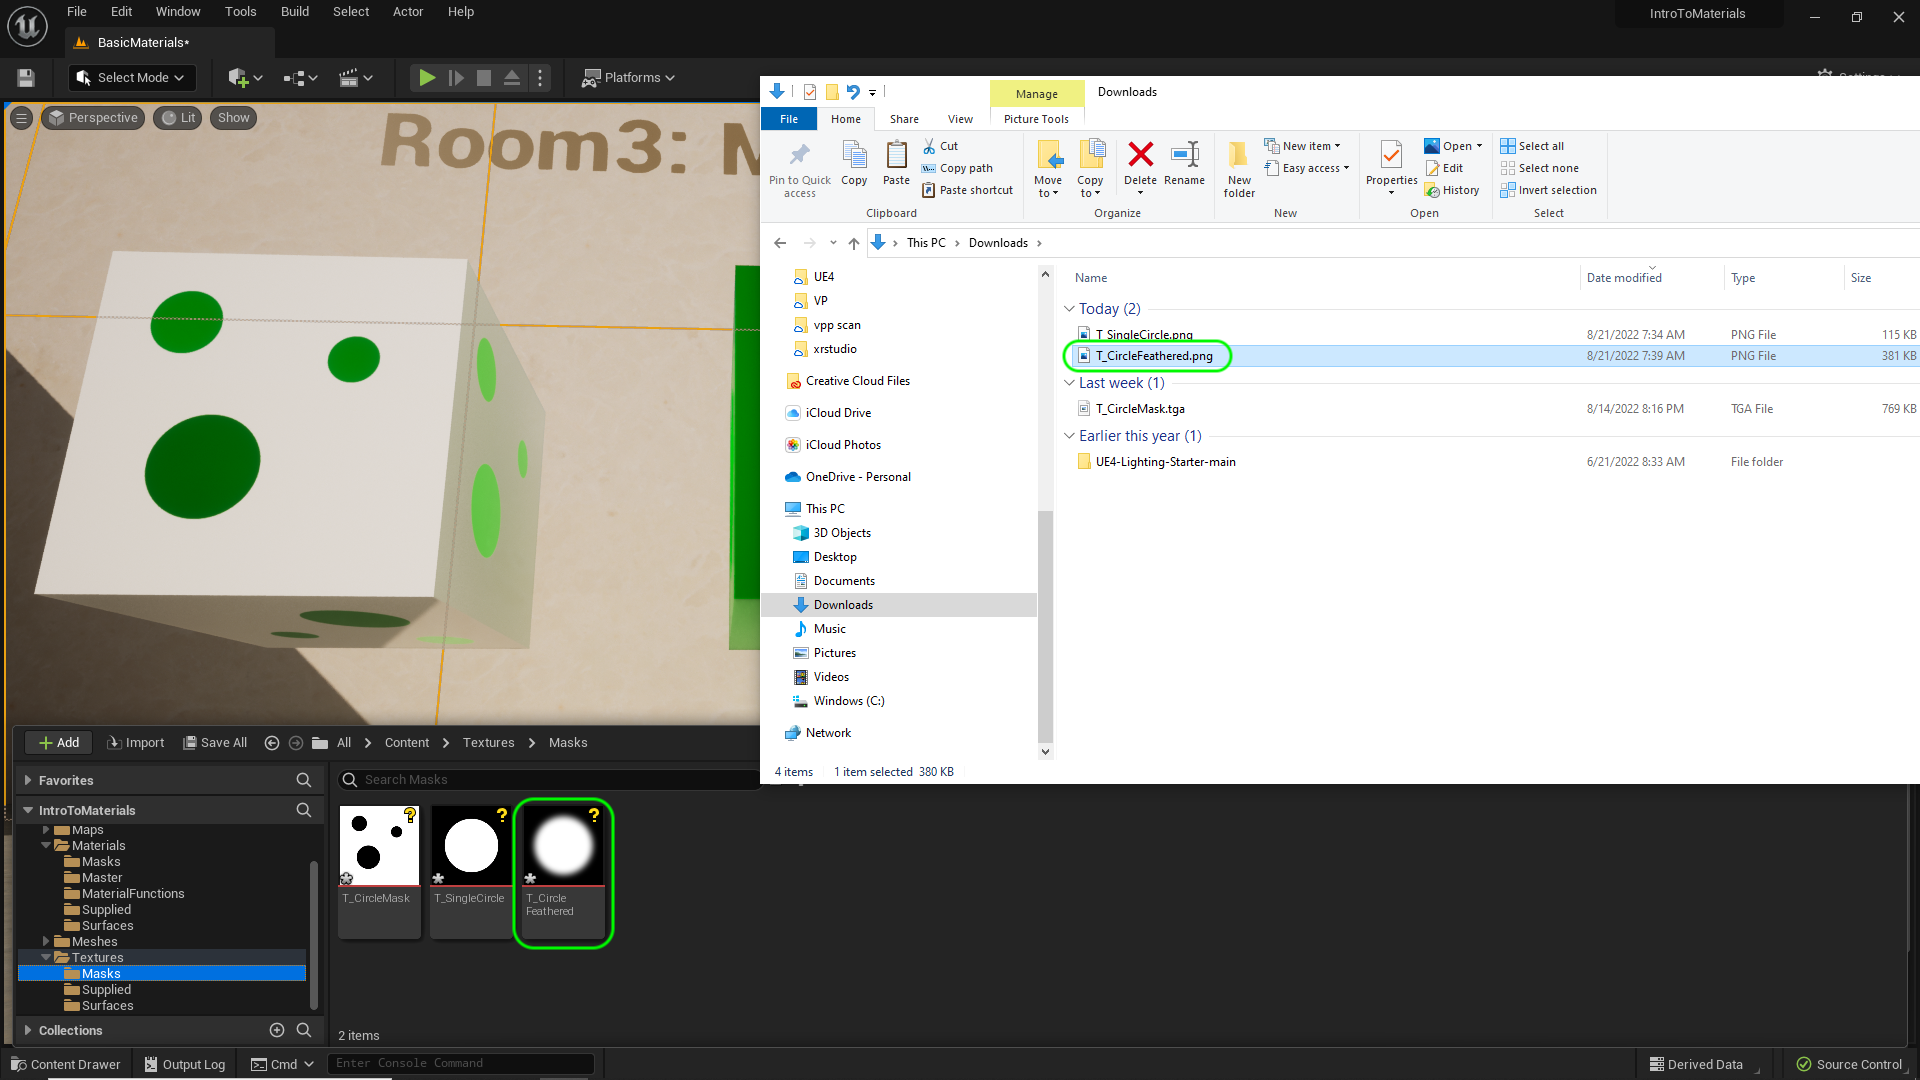 File Edit Window Tools Build Select Actor Help
IntroToMaterials
BasicMaterials*
Select Mode
Platforms
Perspective
Lit
Show
Room3: M
Manage
Downloads
File
Home
Share
View
Picture Tools
Pin to Quick access
Copy
Paste
Cut
Copy path
Paste shortcut
Clipboard
Move to
Copy to
Delete
Rename
Organize
New folder
New item
Easy access
New
Properties
Open
Edit
History
Open
Select all
Select none
Invert selection
Select
This PC
Downloads
UE4
VP
vpp scan
xrstudio
Creative Cloud Files
iCloud Drive
iCloud Photos
OneDrive - Personal
This PC
3D Objects
Desktop
Documents
Downloads
Music
Pictures
Videos
Windows (C:)
Network
Name Date modified Type Size
Today (2)
T_SingleCircle.png 8/21/2022 7:34 AM PNG File 115 KB
T_CircleFeathered.png 8/21/2022 7:39 AM PNG File 381 KB
Last week (1)
T_CircleMask.tga 8/14/2022 8:16 PM TGA File 769 KB
Earlier this year (1)
UE4-Lighting-Starter-main 6/21/2022 8:33 AM File folder
4 items 1 item selected 380 KB
Add
Import
Save All
All
Content
Textures
Masks
Favorites
IntroToMaterials
Maps
Materials
Masks
Master
MaterialFunctions
Supplied
Surfaces
Meshes
Textures
Masks
Supplied
Surfaces
Collections
Search Masks
T_CircleMask
T_SingleCircle
T_Circle
Feathered
2 items
Content Drawer
Output Log
Cmd
Enter Console Command
Derived Data
Source Control